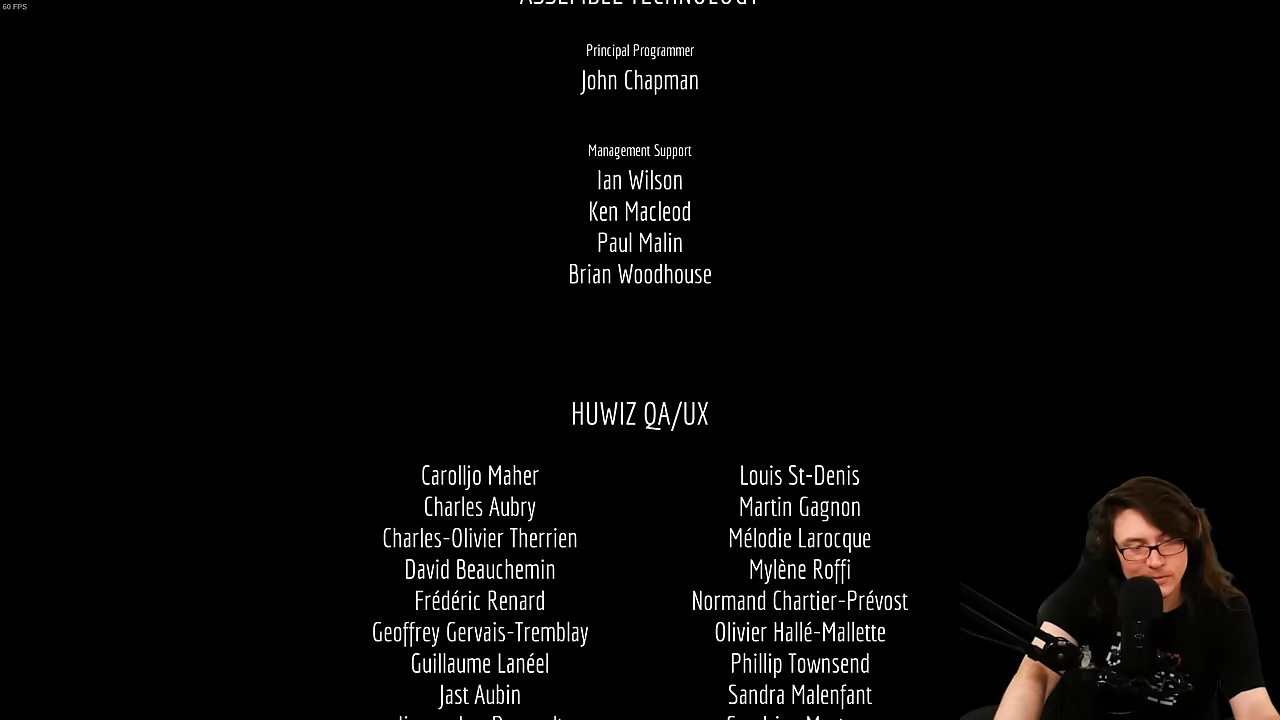 60 FPS
ASSEMBLE TECHNOLOGY
Principal Programmer
John Chapman
Management Support
Ian Wilson
Ken Macleod
Paul Malin
Brian Woodhouse
HUWIZ QA/UX
Carolljo Maher
Louis St-Denis
Charles Aubry
Martin Gagnon
Charles-Olivier Therrien
Mélodie Larocque
David Beauchemin
Mylène Roffi
Frédéric Renard
Normand Chartier-Prévost
Geoffrey Gervais-Tremblay
Olivier Hallé-Mallette
Guillaume Lanéel
Phillip Townsend
Jast Aubin
Sandra Malenfant